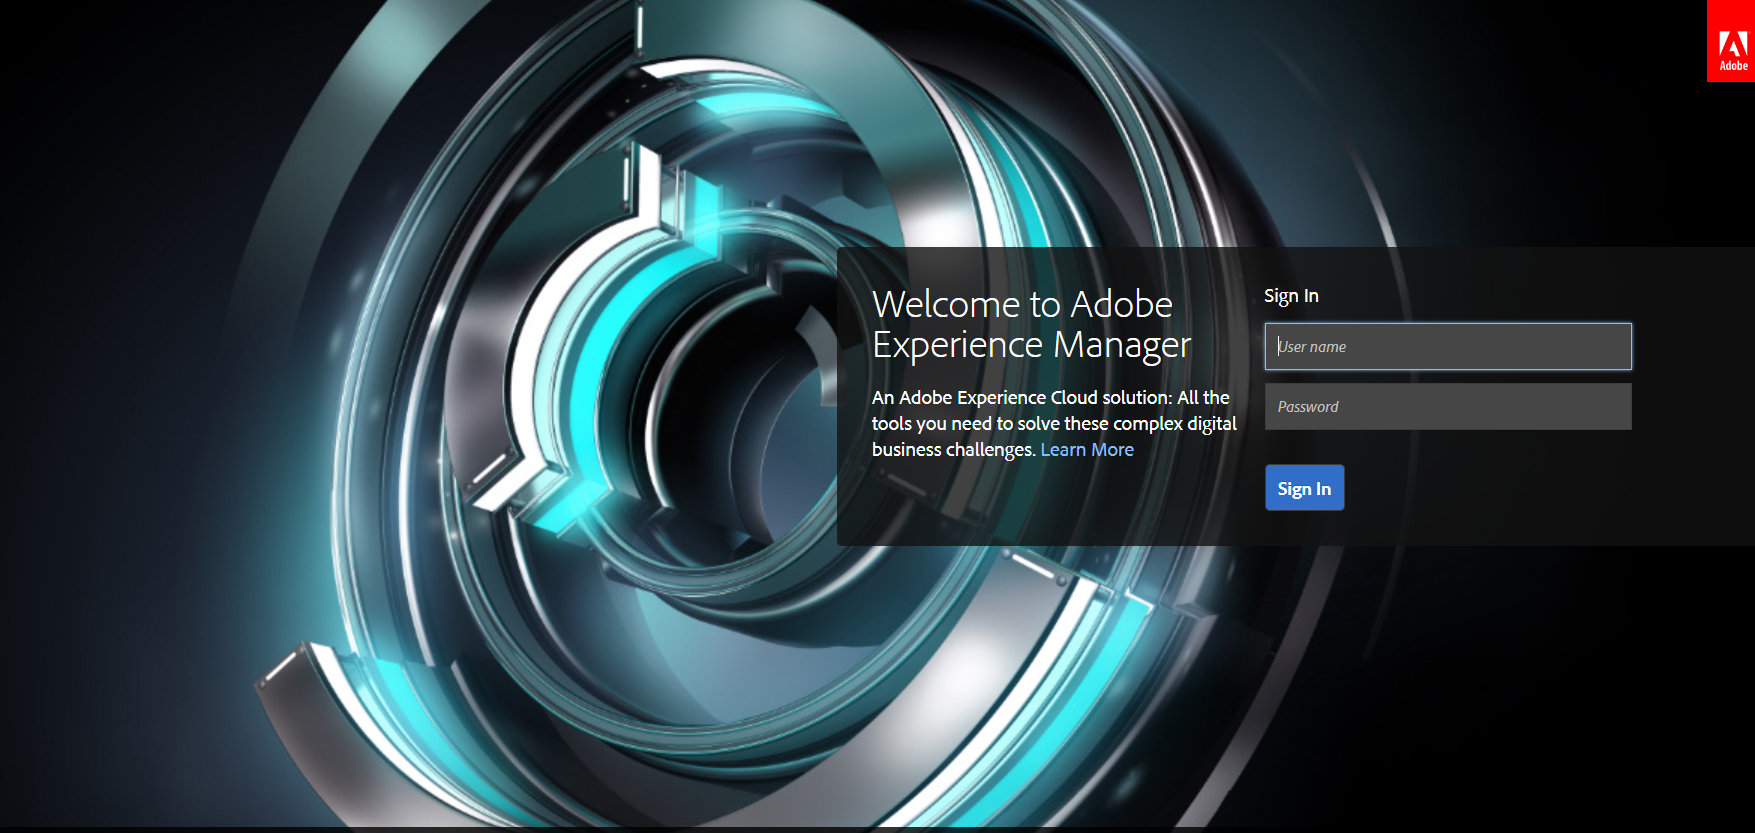 Adobe
Welcome to Adobe
Experience Manager
An Adobe Experience Cloud solution: All the
tools you need to solve these complex digital
business challenges. Learn More
Sign In
User name
Password
Sign In